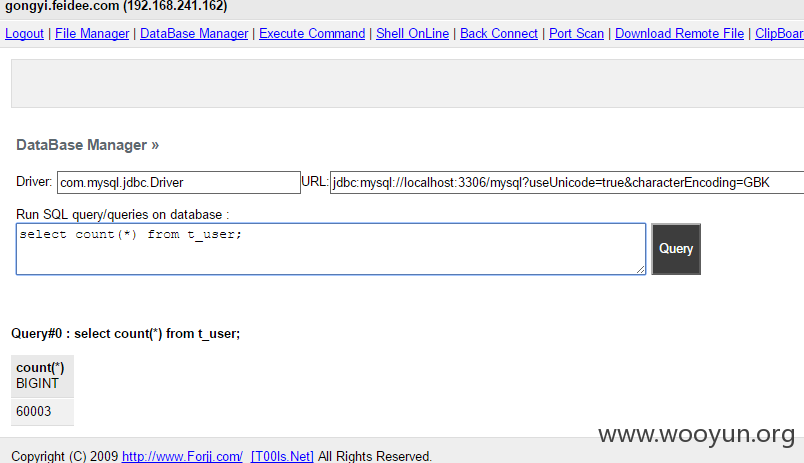 gongyi.feidee.com (192.168.241.162)
Logout | File Manager | DataBase Manager | Execute Command | Shell OnLine | Back Connect | Port Scan | Download Remote File | ClipBoar
DataBase Manager »
Driver: com.mysql.jdbc.Driver URL: jdbc:mysql://localhost:3306/mysql?useUnicode=true&characterEncoding=GBK
Run SQL query/queries on database :
select count(*) from t_user;
Query
Query#0 : select count(*) from t_user;
count(*)
BIGINT
60003
www.wooyun.org
Copyright (C) 2009 http://www.Forjj.com/ [T00ls.Net] All Rights Reserved.